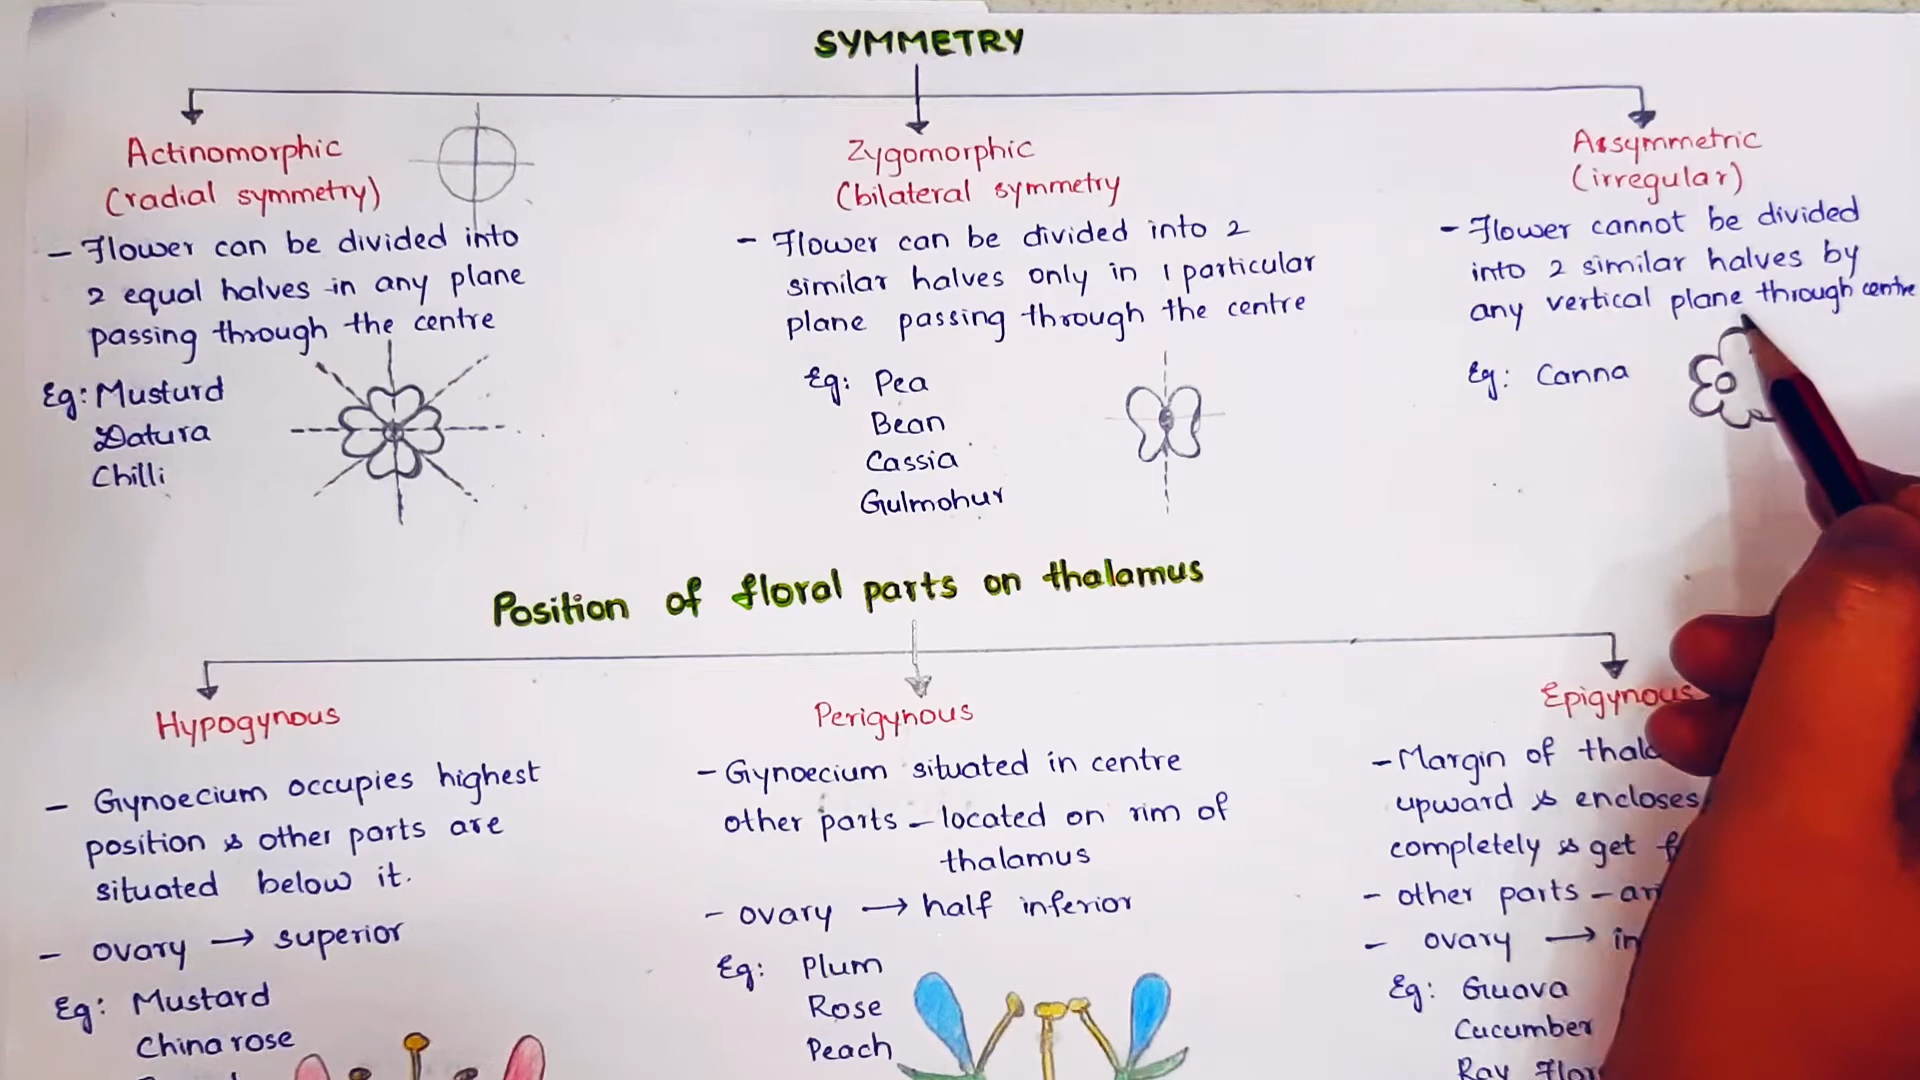 SYMMETRY
Actinomorphic
(radial symmetry)
- Flower can be divided into
2 equal halves in any plane
passing through the centre
Eg: Musturd
Datura
Chilli
Zygomorphic
(bilateral symmetry
- Flower can be divided into 2
similar halves only in 1 particular
plane passing through the centre
Eg: Pea
Bean
Cassia
Gulmohur
Assymmetric
(irregular)
- Flower cannot be divided
into 2 similar halves by
any vertical plane through centre
Eg: Canna
Position of floral parts on thalamus
Hypogynous
- Gynoecium occupies highest
position & other parts are
situated below it.
- ovary → superior
Eg: Mustard
China rose
Perigynous
- Gynoecium situated in centre
other parts - located on rim of
thalamus
- ovary → half inferior
Eg: Plum
Rose
Peach
Epigynous
- Margin of
upward & encloses
completely & get
- other parts -
- ovary →
Eg: Guava
Cucumber
Ray